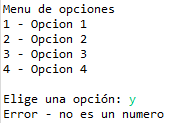 Menu de opciones
1 - Opcion 1
2 - Opcion 2
3 - Opcion 3
4 - Opcion 4
Elige una opción: y
Error - no es un numero